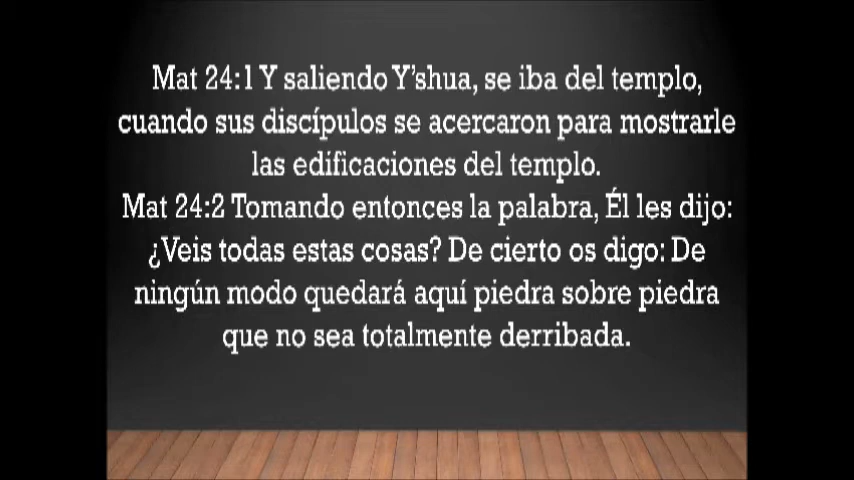 Mat 24:1 Y saliendo Y'shua, se iba del templo,
cuando sus discípulos se acercaron para mostrarle
las edificaciones del templo.
Mat 24:2 Tomando entonces la palabra, Él les dijo:
¿Veis todas estas cosas? De cierto os digo: De
ningún modo quedará aquí piedra sobre piedra
que no sea totalmente derribada.